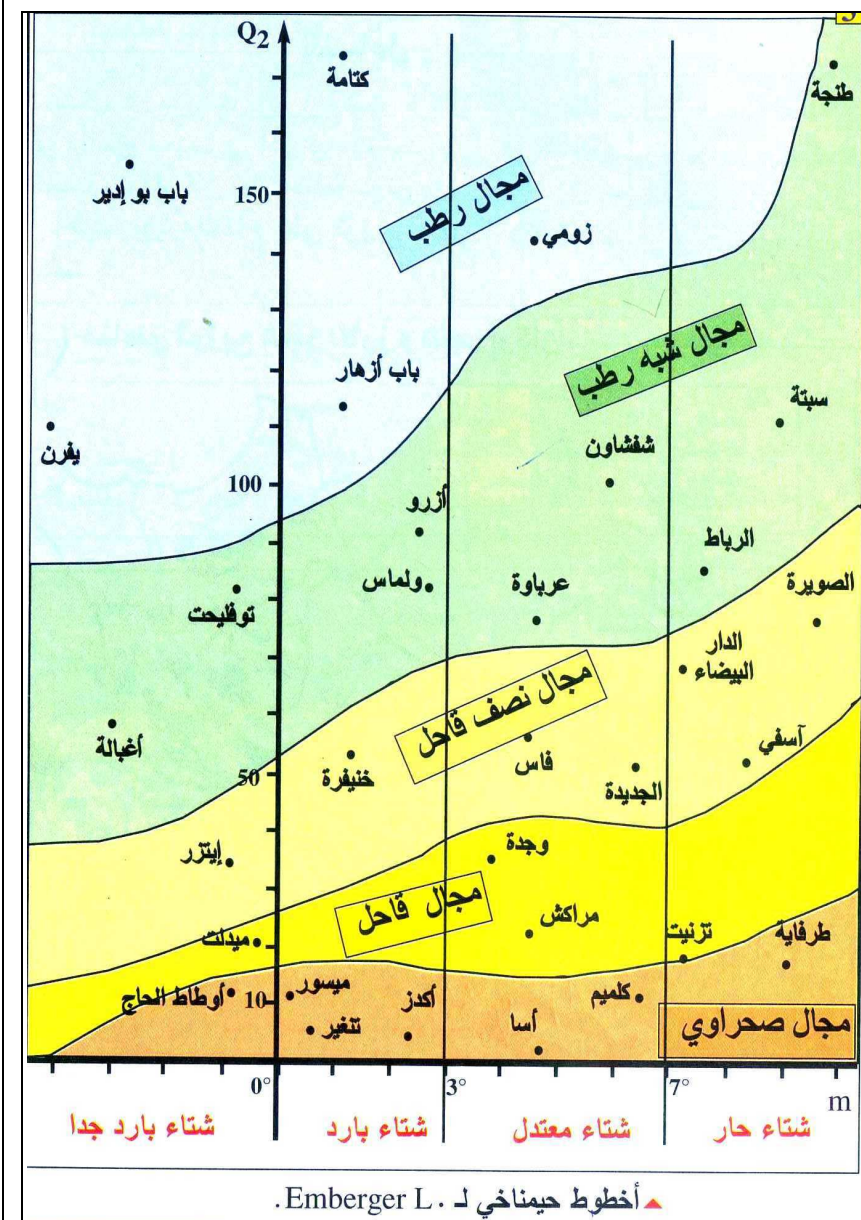 5
Q2
كتامة
طنجة
باب بو إدير
150
مجال رطب
زومي
مجال شبه رطب
باب أزهار
سبتة
يفرن
شفشاون
100
أزرو
الرباط
ولماس
عرباوة
الصويرة
توفليحت
الدار
البيضاء
مجال نصف قاحل
أغبالة
آسفي
50
خنيفرة
فاس
الجديدة
إيتزر
وجدة
مجال قاحل
مراكش
تزنيت
طرفاية
ميدلت
ميسور
أوطاط الحاج
10
أكدز
كلميم
تنغير
أسا
مجال صحراوي
0° 3° 7° m
شتاء بارد جدا
شتاء بارد
شتاء معتدل
شتاء حار
أخطوط حيمناخي لـ Emberger L. .